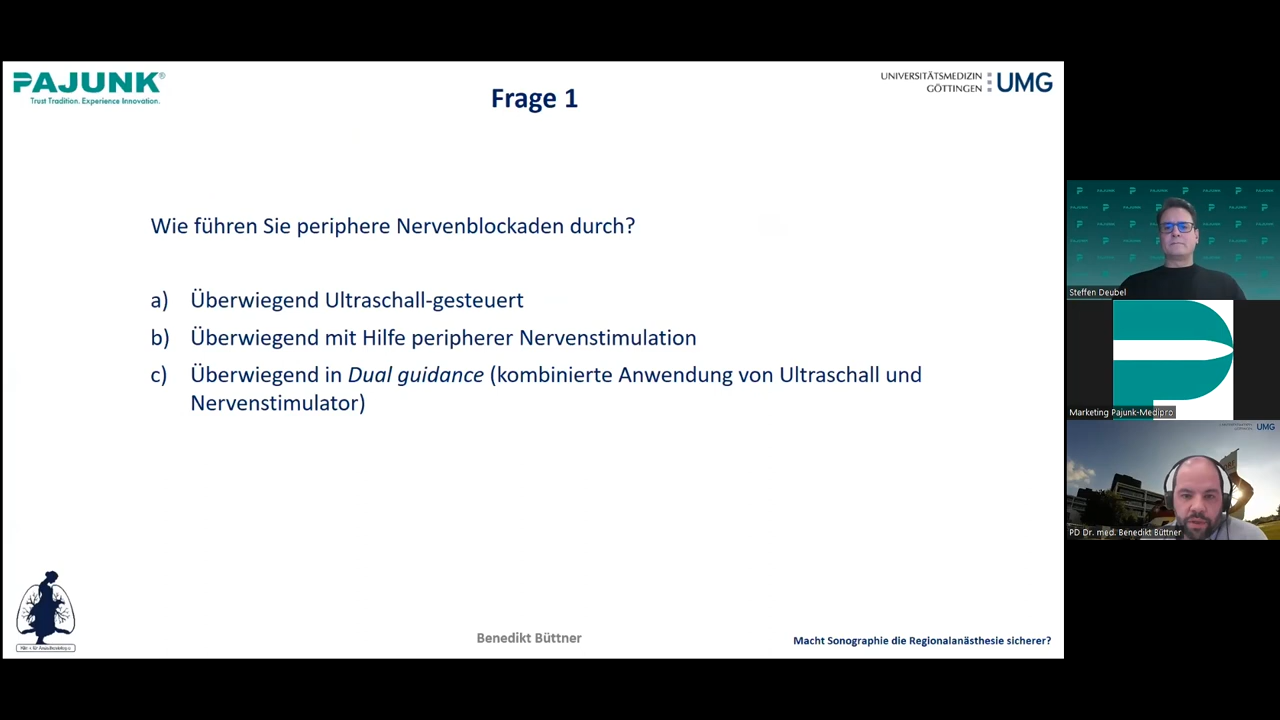 PAJUNK®
Trust Tradition. Experience Innovation.
UNIVERSITÄTSMEDIZIN
GÖTTINGEN
UMG
Frage 1
Wie führen Sie periphere Nervenblockaden durch?
a) Überwiegend Ultraschall-gesteuert
b) Überwiegend mit Hilfe peripherer Nervenstimulation
c) Überwiegend in Dual guidance (kombinierte Anwendung von Ultraschall und
Nervenstimulator)
Benedikt Büttner
Macht Sonographie die Regionalanästhesie sicherer?
Steffen Deubel
Marketing Pajunk-Medipro
UMG
PD Dr. med. Benedikt Büttner